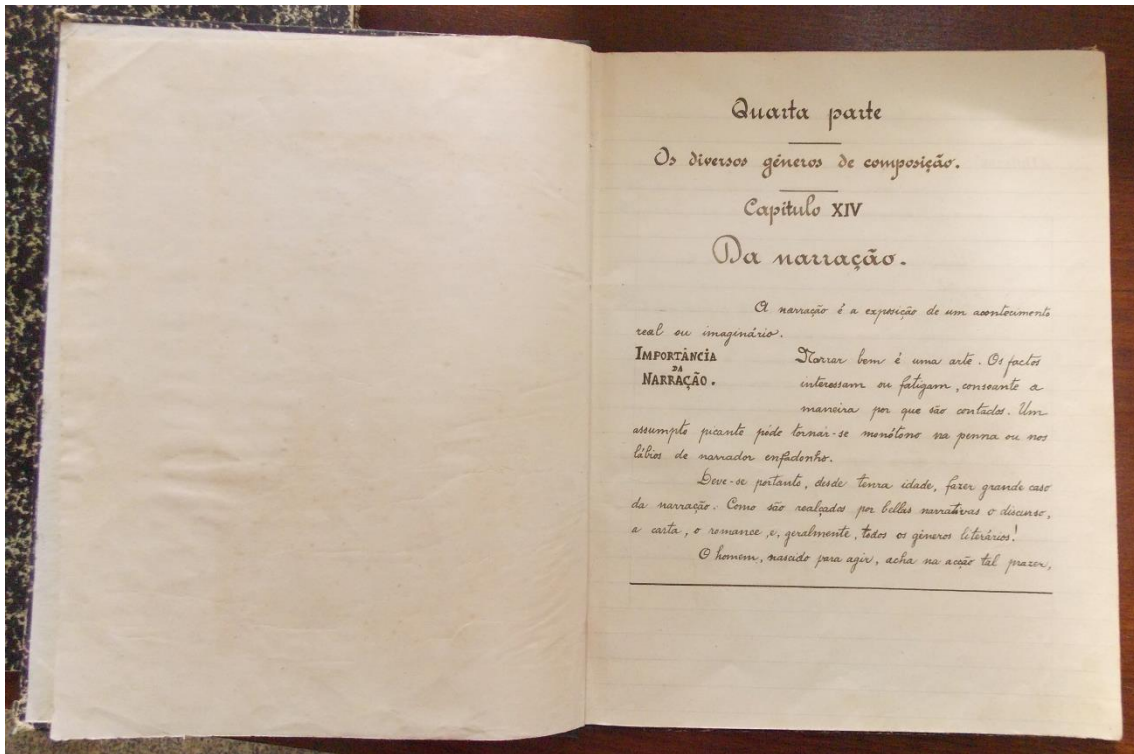 Quarta parte
Os diversos géneros de composição.
Capítulo XIV
Da narração.
A narração é a exposição de um acontecimento
real ou imaginário.
IMPORTÂNCIA
DA
NARRAÇÃO.
Narrar bem é uma arte. Os factos
interessam ou fatigam, consoante a
maneira por que são contados. Um
assumpto picante póde tornar-se monótono na penna ou nos
lábios de narrador enfadonho.
Deve-se portanto, desde tenra idade, fazer grande caso
da narração. Como são realçados por bellas narrativas o discurso,
a carta, o romance, e, geralmente, todos os géneros literários!
O homem, nascido para agir, acha na acção tal prazer,